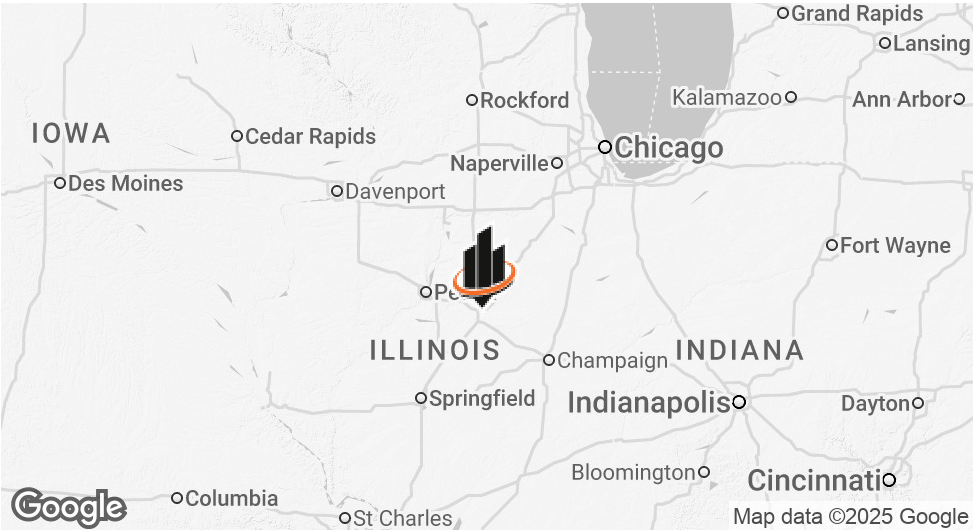 Grand Rapids
Lansing
Kalamazoo
Ann Arbor
Rockford
IOWA
Cedar Rapids
Chicago
Naperville
Des Moines
Davenport
Fort Wayne
ILLINOIS
INDIANA
Champaign
Springfield
Indianapolis
Dayton
Bloomington
Cincinnati
Columbia
St Charles
Google
Map data ©2025 Google